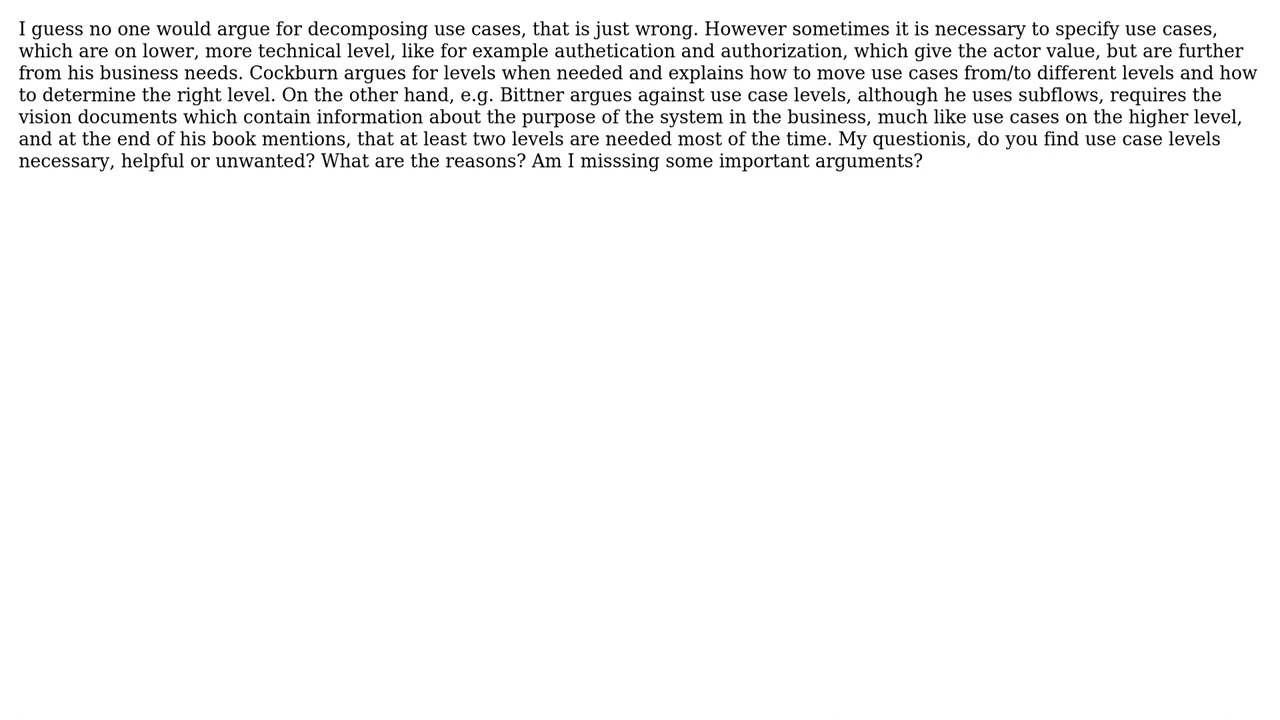 I guess no one would argue for decomposing use cases, that is just wrong. However sometimes it is necessary to specify use cases,
which are on lower, more technical level, like for example authetication and authorization, which give the actor value, but are further
from his business needs. Cockburn argues for levels when needed and explains how to move use cases from/to different levels and how
to determine the right level. On the other hand, e.g. Bittner argues against use case levels, although he uses subflows, requires the
vision documents which contain information about the purpose of the system in the business, much like use cases on the higher level,
and at the end of his book mentions, that at least two levels are needed most of the time. My questionis, do you find use case levels
necessary, helpful or unwanted? What are the reasons? Am I misssing some important arguments?